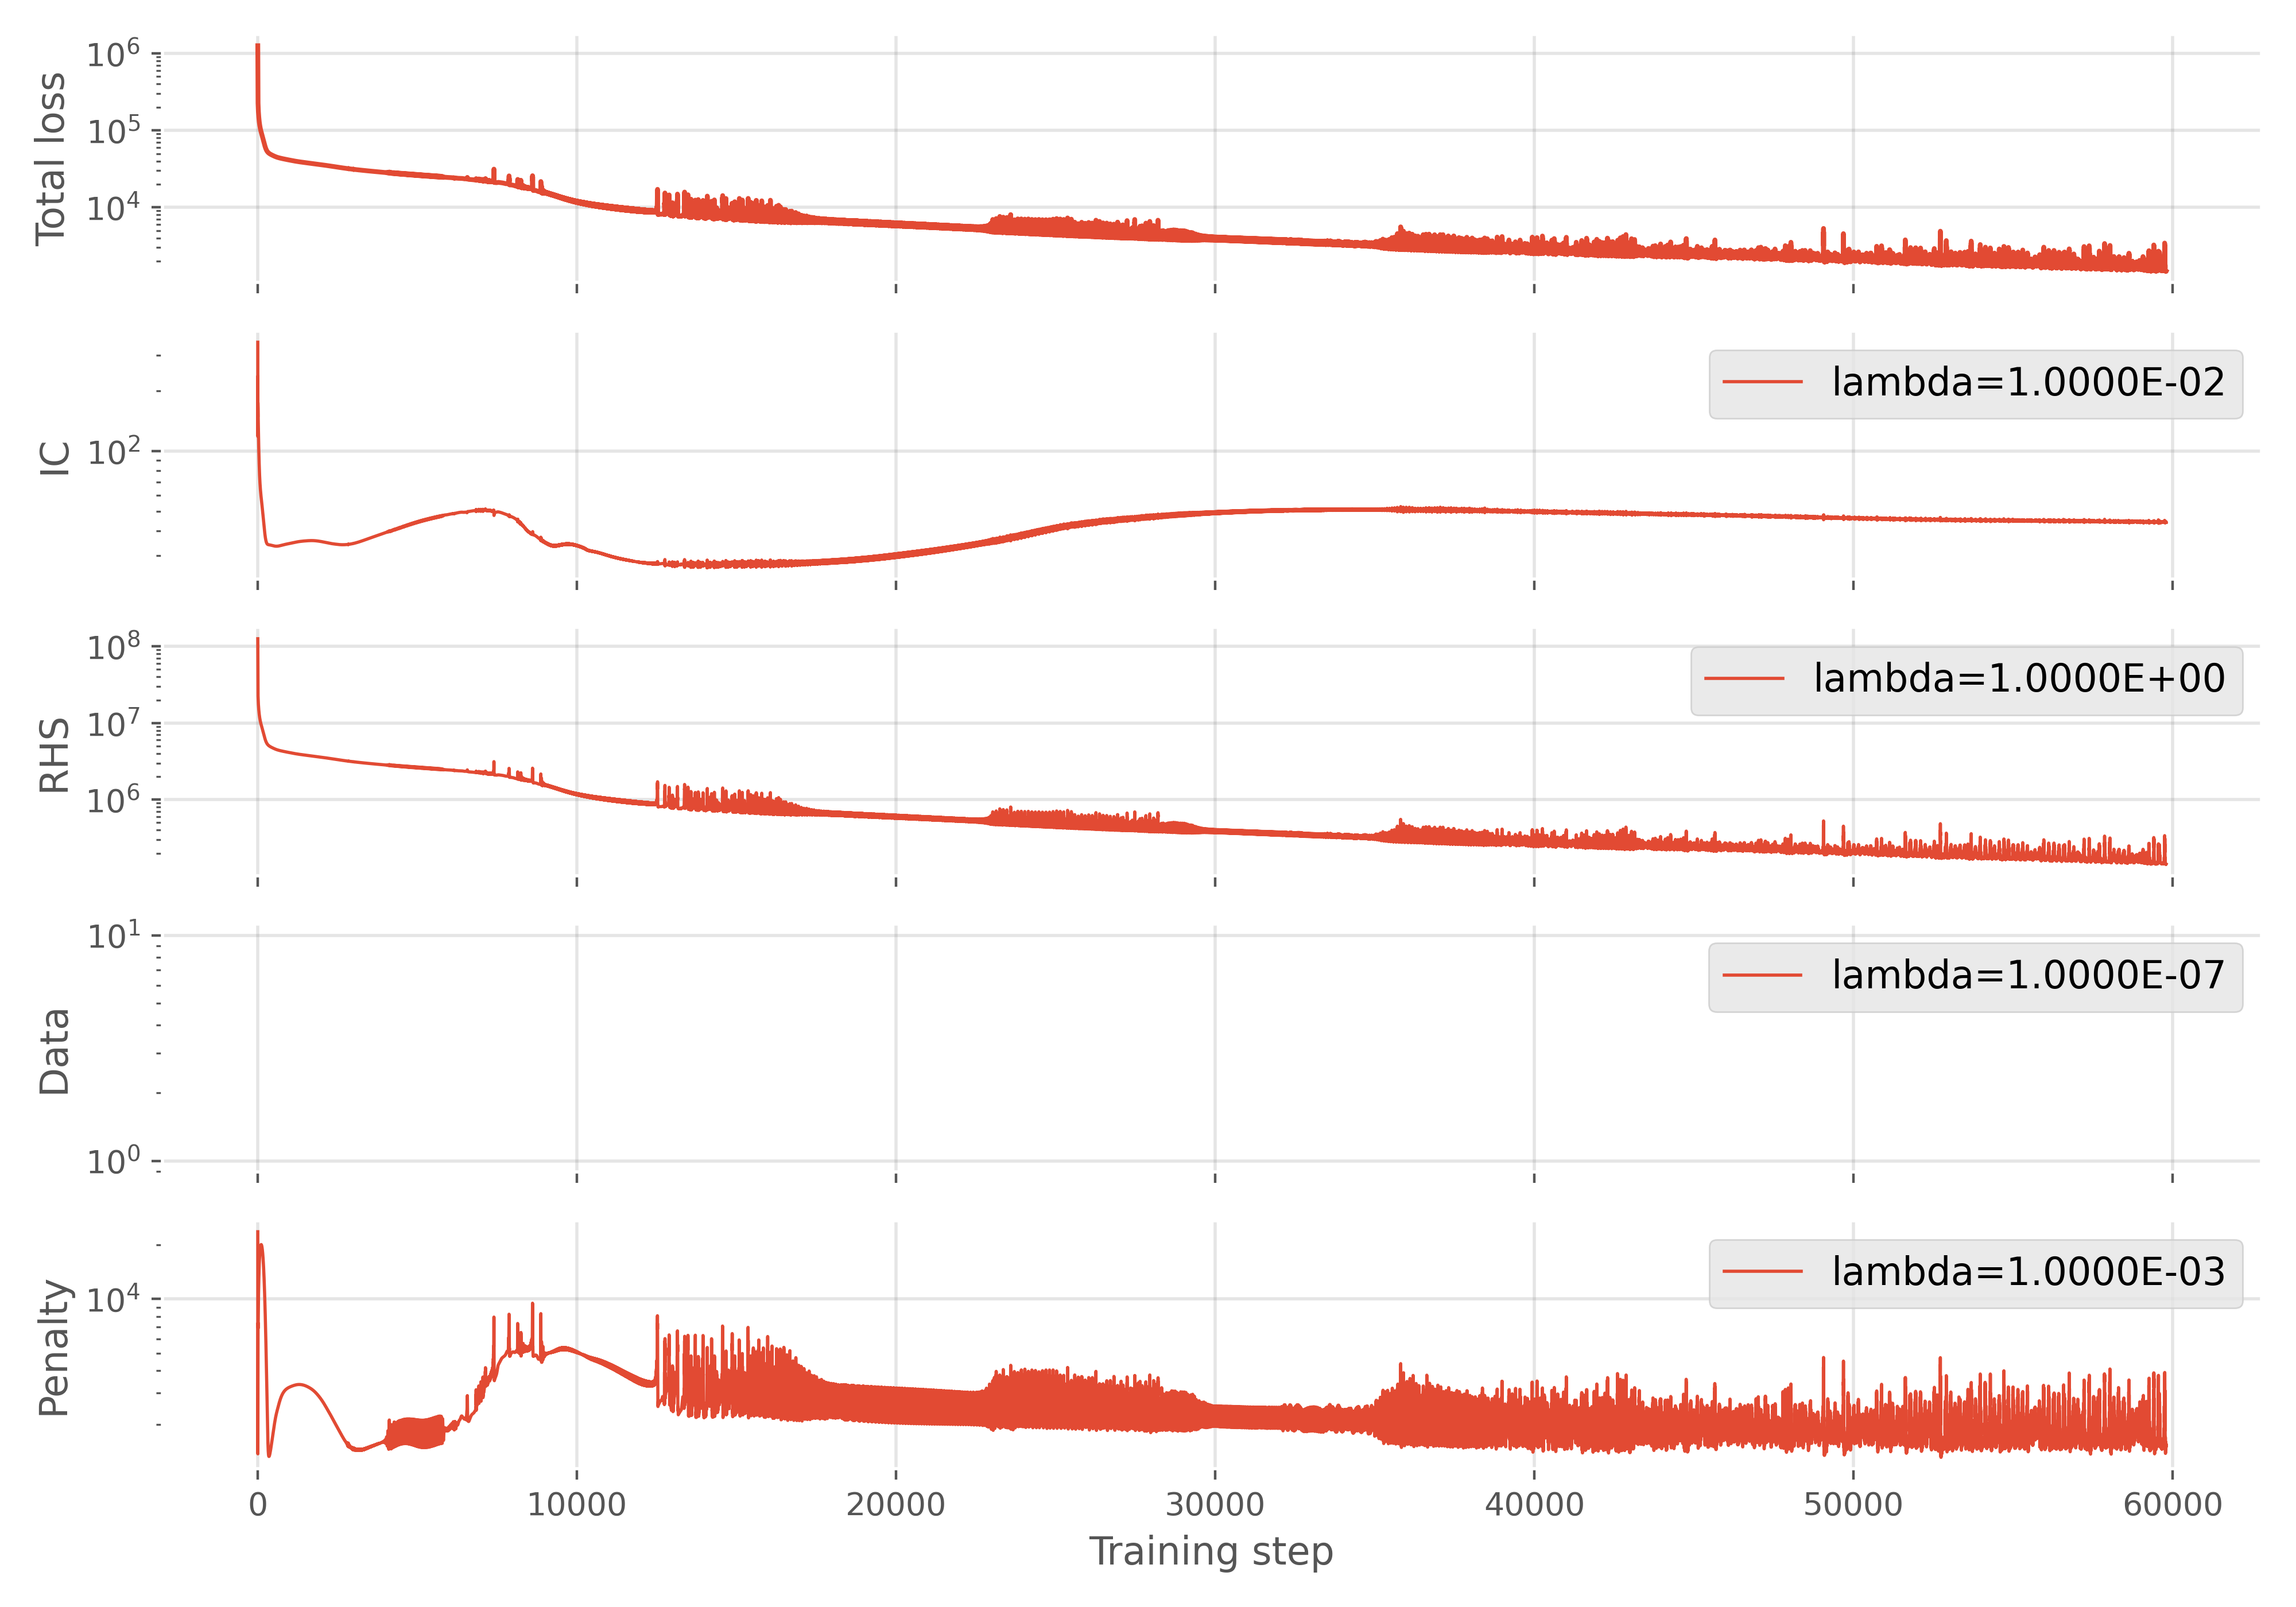 Total loss
10^6
10^5
10^4
IC
10^2
lambda=1.0000E-02
RHS
10^8
10^7
10^6
lambda=1.0000E+00
Data
10^1
10^0
lambda=1.0000E-07
Penalty
10^4
lambda=1.0000E-03
0 10000 20000 30000 40000 50000 60000
Training step